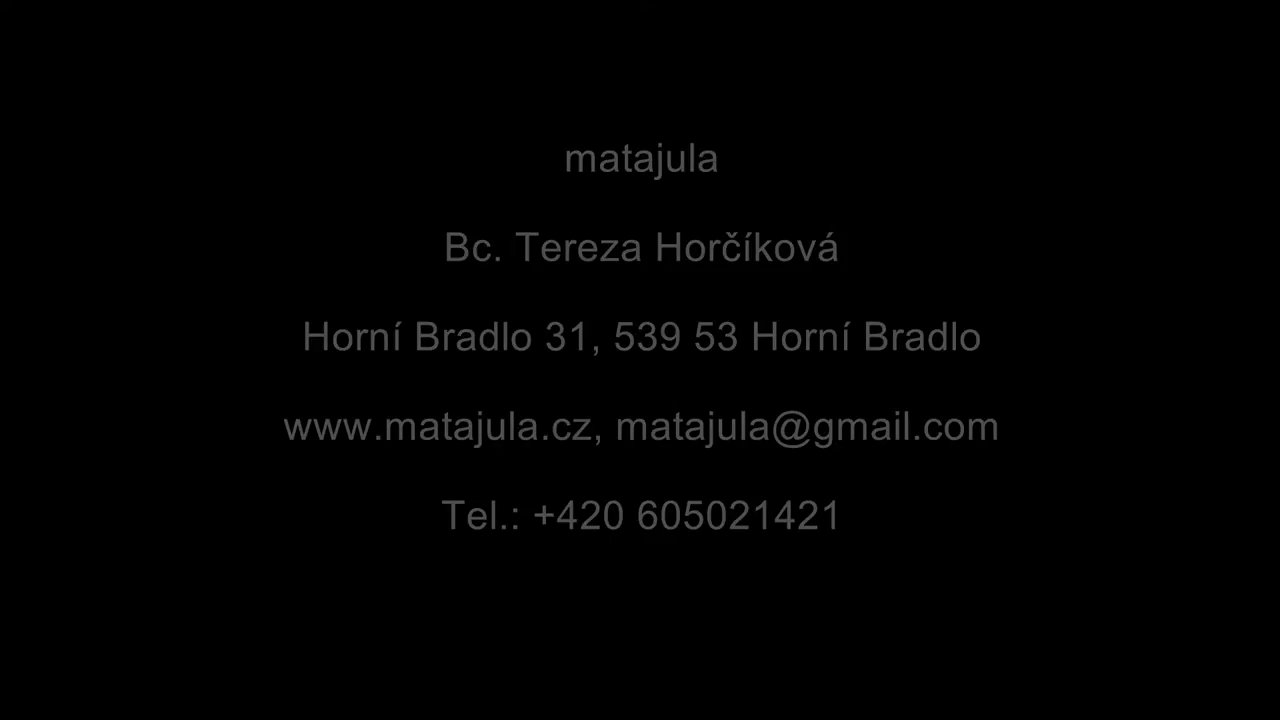 matajula
Bc. Tereza Horčíková
Horní Bradlo 31, 539 53 Horní Bradlo
www.matajula.cz, matajula@gmail.com
Tel.: +420 605021421